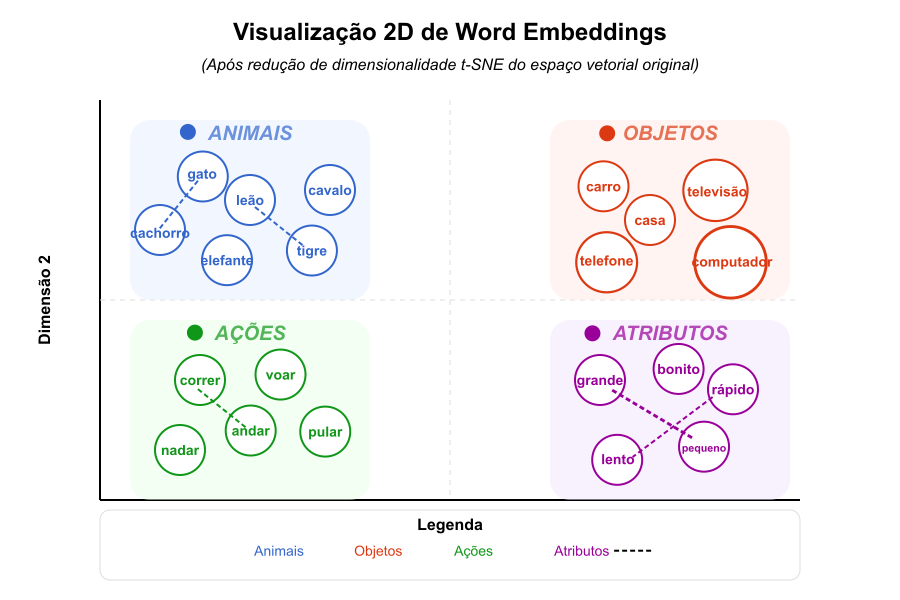 Visualização 2D de Word Embeddings
(Após redução de dimensionalidade t-SNE do espaço vetorial original)
Dimensão 2
ANIMAIS
gato
leão
cavalo
cachorro
elefante
tigre
OBJETOS
carro
televisão
casa
telefone
computador
AÇÕES
correr
voar
andar
pular
nadar
ATRIBUTOS
grande
bonito
rápido
lento
pequeno
Legenda
Animais Objetos Ações Atributos